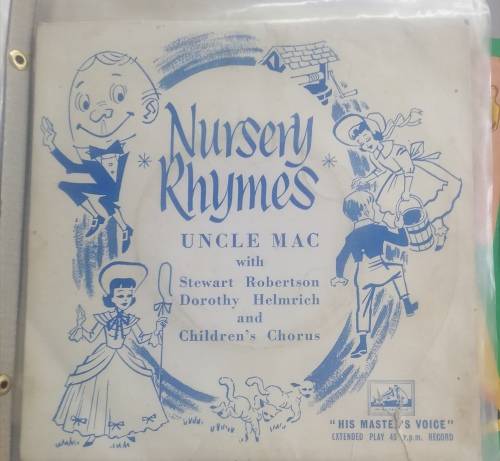 Nursery
Rhymes
UNCLE MAC
with
Stewart Robertson
Dorothy Helmrich
and
Children's Chorus
"HIS MASTER'S VOICE"
EXTENDED PLAY 45 r.p.m. RECORD